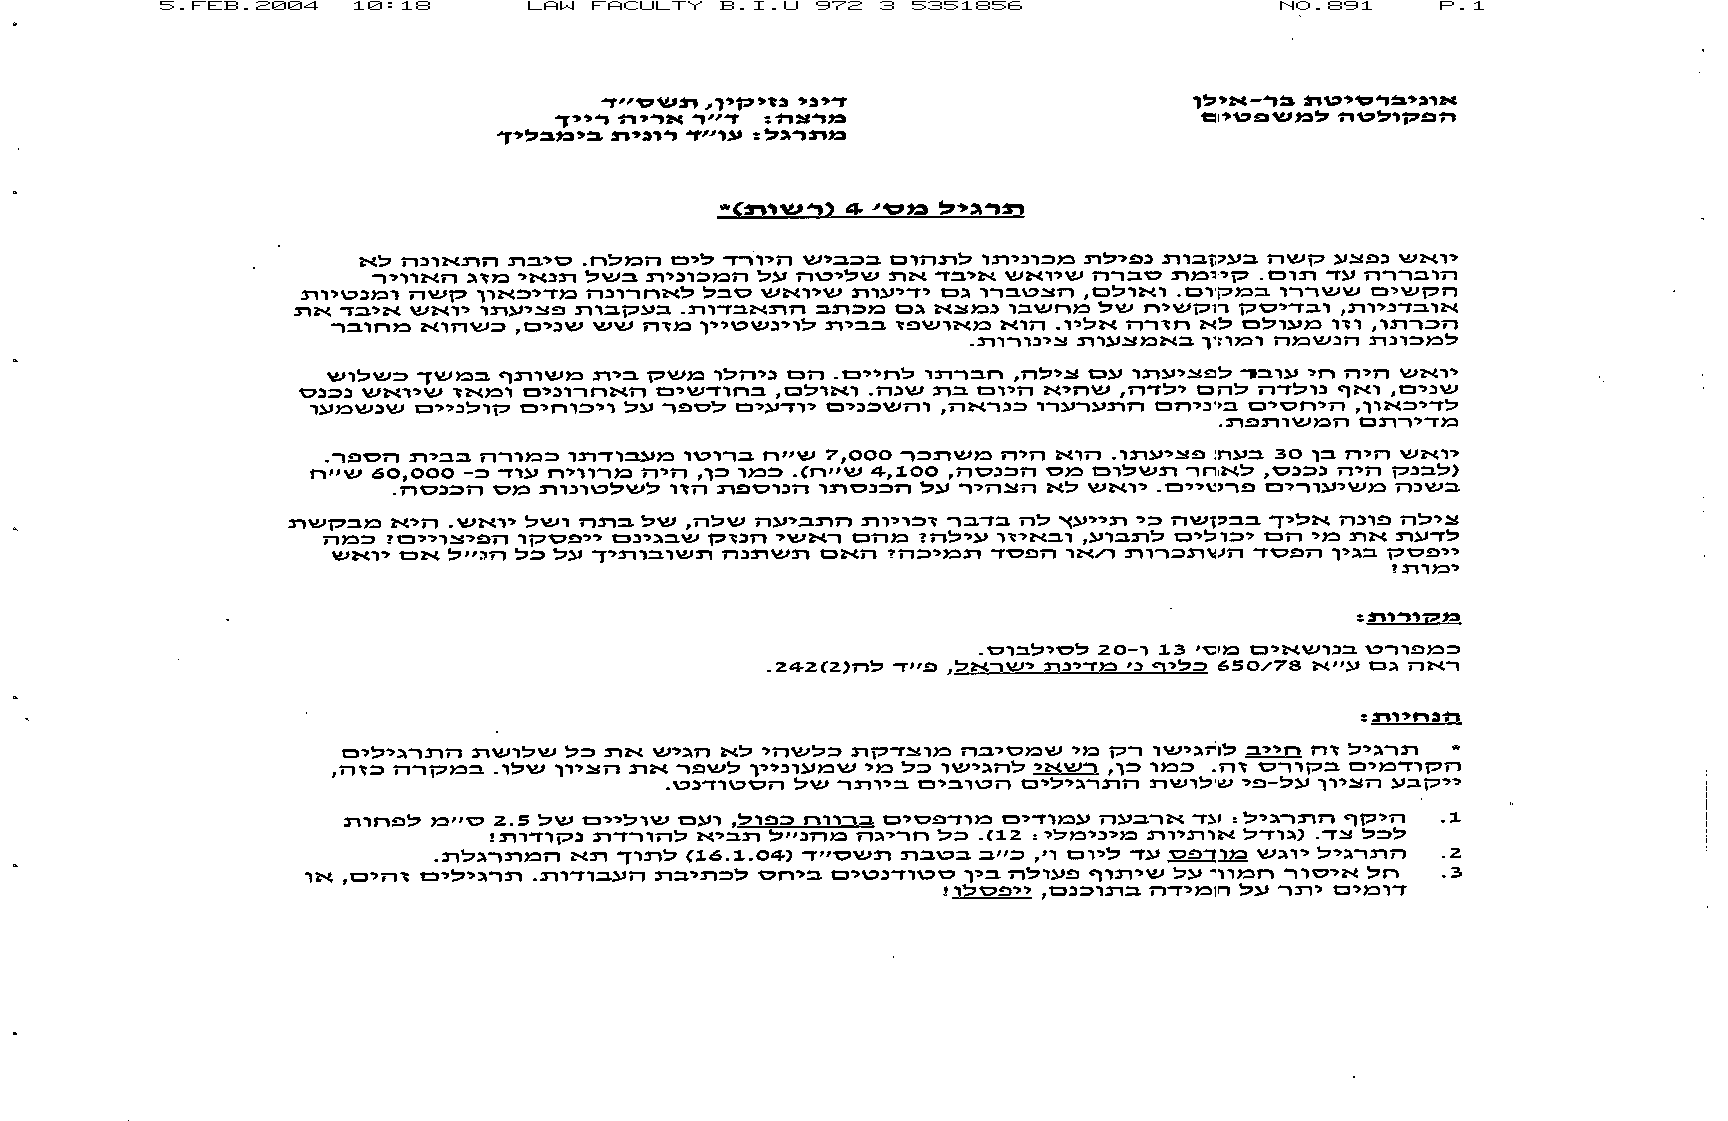 5.FEB.2004 10:18 LAW FACULTY B.I.U 972 3 5351856 NO.891 P.1
אוניברסיטת בר-אילן
הפקולטה למשפטים
דיני נזיקין, תשס״ד
מרצה: ד״ר אריה רייך
מתרגל: עו״ד רונית בימבליך
תרגיל מס׳ 4 (רשות)*
יואש נפצע קשה בעקבות נפילת מכוניתו לתהום בכביש היורד לים המלח. סיבת התאונה לא
הובררה עד תום. קיימת סברה שיואש איבד את שליטה על המכונית בשל תנאי מזג האוויר
הקשים ששררו במקום. ואולם, הצטברו גם ידיעות שיואש סבל לאחרונה מדיכאון קשה ומנטיות
אובדניות, ובדיסק הקשיח של מחשבו נמצא גם מכתב התאבדות. בעקבות פציעתו יואש איבד את
הכרתו, וזו מעולם לא חזרה אליו. הוא מאושפז בבית לוינשטיין מזה שש שנים, כשהוא מחובר
למכונת הנשמה ומוזן באמצעות צינורות.
יואש היה חי עובר לפציעתו עם צילה, חברתו לחיים. הם ניהלו משק בית משותף במשך כשלוש
שנים, ואף נולדה להם ילדה, שהיא היום בת שנה. ואולם, בחודשים האחרונים ומאז שיואש נכנס
לדיכאון, היחסים ביניהם התערערו כנראה, והשכנים יודעים לספר על ויכוחים קולניים שנשמעו
מדירתם המשותפת.
יואש היה בן 30 בעת פציעתו. הוא היה משתכר 7,000 ש״ח ברוטו מעבודתו כמורה בבית הספר.
(לבנק היה נכנס, לאחר תשלום מס הכנסה, 4,100 ש״ח). כמו כן, היה מרוויח עוד כ- 60,000 ש״ח
בשנה משיעורים פרטיים. יואש לא הצהיר על הכנסתו הנוספת הזו לשלטונות מס הכנסה.
צילה פונה אליך בבקשה כי תייעץ לה בדבר זכויות התביעה שלה, של בתה ושל יואש. היא מבקשת
לדעת את מי הם יכולים לתבוע, ובאיזו עילה? מהם ראשי הנזק שבגינם ייפסקו הפיצויים? כמה
ייפסק בגין הפסד השתכרות ו/או הפסד תמיכה? האם תשתנה תשובותיך על כל הנ״ל אם יואש
ימות?
מקורות:
כמפורט בנושאים מס׳ 13 ו-20 לסילבוס.
ראה גם ע״א 650/78 כליף נ׳ מדינת ישראל, פ״ד לה(2)242.
הנחיות:
* תרגיל זה חייב להגישו רק מי שמסיבה מוצדקת כלשהי לא הגיש את כל שלושת התרגילים
הקודמים בקורס זה. כמו כן, רשאי להגישו כל מי שמעוניין לשפר את הציון שלו. במקרה כזה,
ייקבע הציון על-פי שלושת התרגילים הטובים ביותר של הסטודנט.
1. היקף התרגיל: עד ארבעה עמודים מודפסים ברווח כפול, ועם שוליים של 2.5 ס״מ לפחות
לכל צד. (גודל אותיות מינימלי: 12). כל חריגה מהנ״ל תביא להורדת נקודות!
2. התרגיל יוגש מודפס עד ליום ו׳, כ״ב בטבת תשס״ד (16.1.04) לתוך תא המתרגלת.
3. חל איסור חמור על שיתוף פעולה בין סטודנטים ביחס לכתיבת העבודות. תרגילים זהים, או
דומים יתר על המידה בתוכנם, ייפסלו!